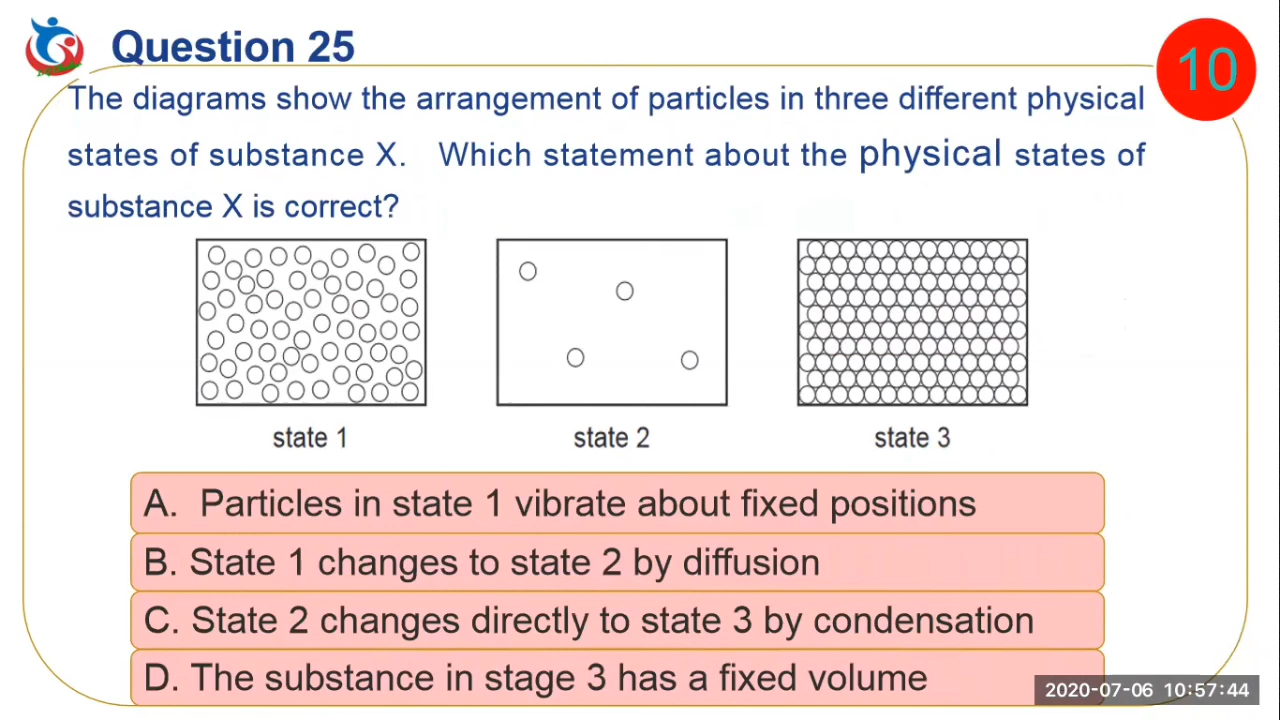 Question 25
10
The diagrams show the arrangement of particles in three different physical
states of substance X. Which statement about the physical states of
substance X is correct?
state 1
state 2
state 3
A. Particles in state 1 vibrate about fixed positions
B. State 1 changes to state 2 by diffusion
C. State 2 changes directly to state 3 by condensation
D. The substance in stage 3 has a fixed volume
2020-07-06 10:57:44